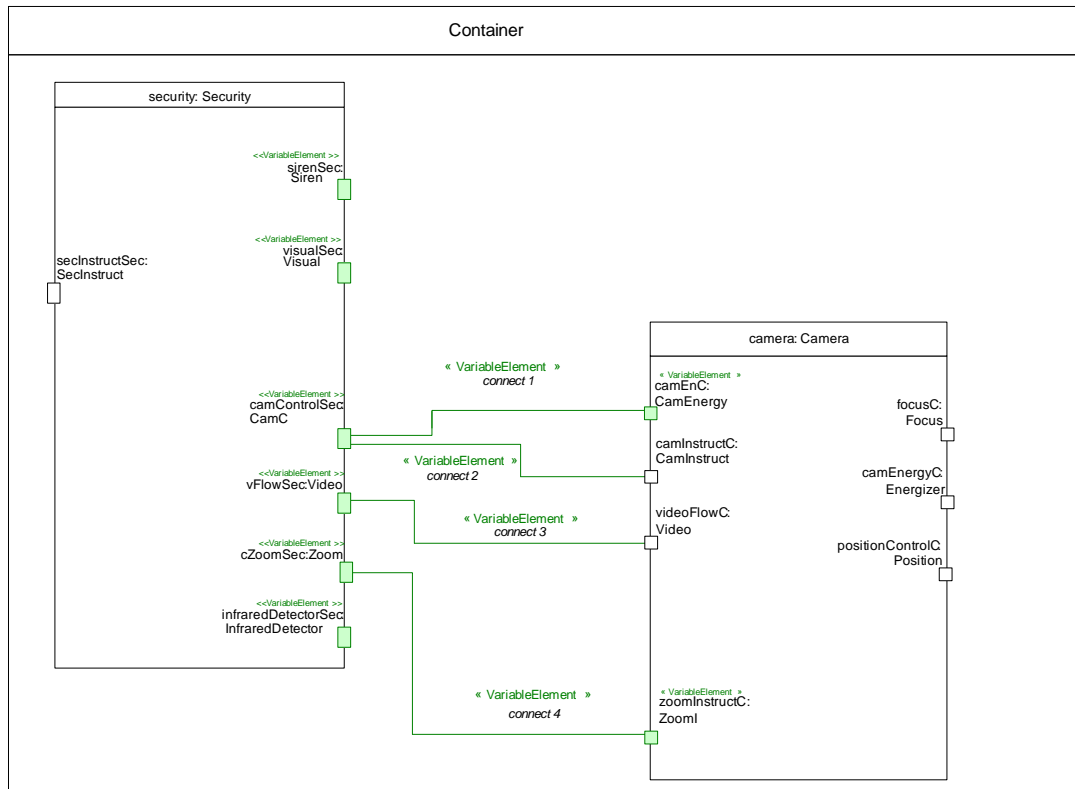 Container
security: Security
<<VariableElement >>
sirenSec:
Siren
<<VariableElement >>
visualSec:
Visual
secInstructSec:
SecInstruct
<<VariableElement >>
camControlSec:
CamC
<<VariableElement >>
vFlowSec:Video
<<VariableElement >>
cZoomSec:Zoom
<<VariableElement >>
infraredDetectorSec:
InfraredDetector
« VariableElement »
connect 1
« VariableElement »
connect 2
« VariableElement »
connect 3
« VariableElement »
connect 4
camera: Camera
« VariableElement »
camEnC:
CamEnergy
camInstructC:
CamInstruct
videoFlowC:
Video
« VariableElement »
zoomInstructC:
ZoomI
focusC:
Focus
camEnergyC:
Energizer
positionControlC:
Position